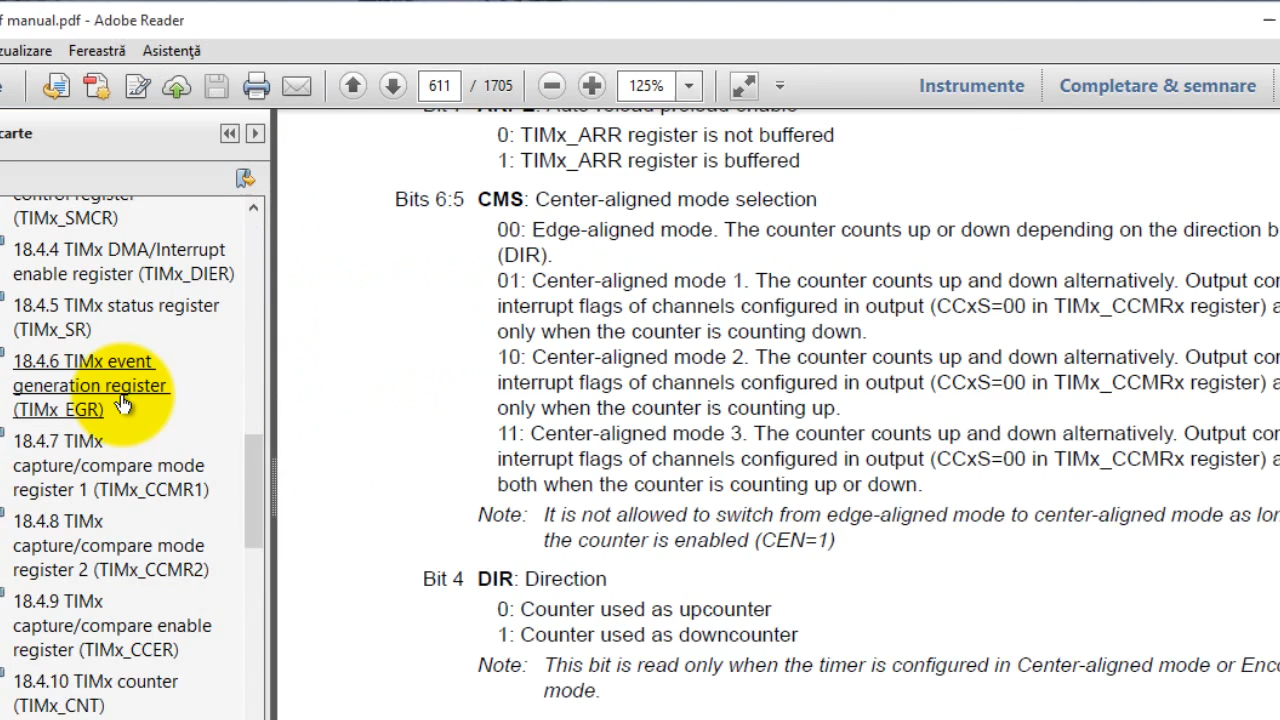 f manual.pdf - Adobe Reader
zualizare Fereastră Asistenţă
611 / 1705 125% Instrumente Completare & semnare
carte
control register
(TIMx_SMCR)
18.4.4 TIMx DMA/Interrupt
enable register (TIMx_DIER)
18.4.5 TIMx status register
(TIMx_SR)
18.4.6 TIMx event
generation register
(TIMx_EGR)
18.4.7 TIMx
capture/compare mode
register 1 (TIMx_CCMR1)
18.4.8 TIMx
capture/compare mode
register 2 (TIMx_CCMR2)
18.4.9 TIMx
capture/compare enable
register (TIMx_CCER)
18.4.10 TIMx counter
(TIMx_CNT)
Auto-reload preload enable
0: TIMx_ARR register is not buffered
1: TIMx_ARR register is buffered
Bits 6:5 CMS: Center-aligned mode selection
00: Edge-aligned mode. The counter counts up or down depending on the direction b
(DIR).
01: Center-aligned mode 1. The counter counts up and down alternatively. Output co
interrupt flags of channels configured in output (CCxS=00 in TIMx_CCMRx register) a
only when the counter is counting down.
10: Center-aligned mode 2. The counter counts up and down alternatively. Output co
interrupt flags of channels configured in output (CCxS=00 in TIMx_CCMRx register) a
only when the counter is counting up.
11: Center-aligned mode 3. The counter counts up and down alternatively. Output co
interrupt flags of channels configured in output (CCxS=00 in TIMx_CCMRx register) a
both when the counter is counting up or down.
Note: It is not allowed to switch from edge-aligned mode to center-aligned mode as lo
the counter is enabled (CEN=1)
Bit 4 DIR: Direction
0: Counter used as upcounter
1: Counter used as downcounter
Note: This bit is read only when the timer is configured in Center-aligned mode or Enc
mode.